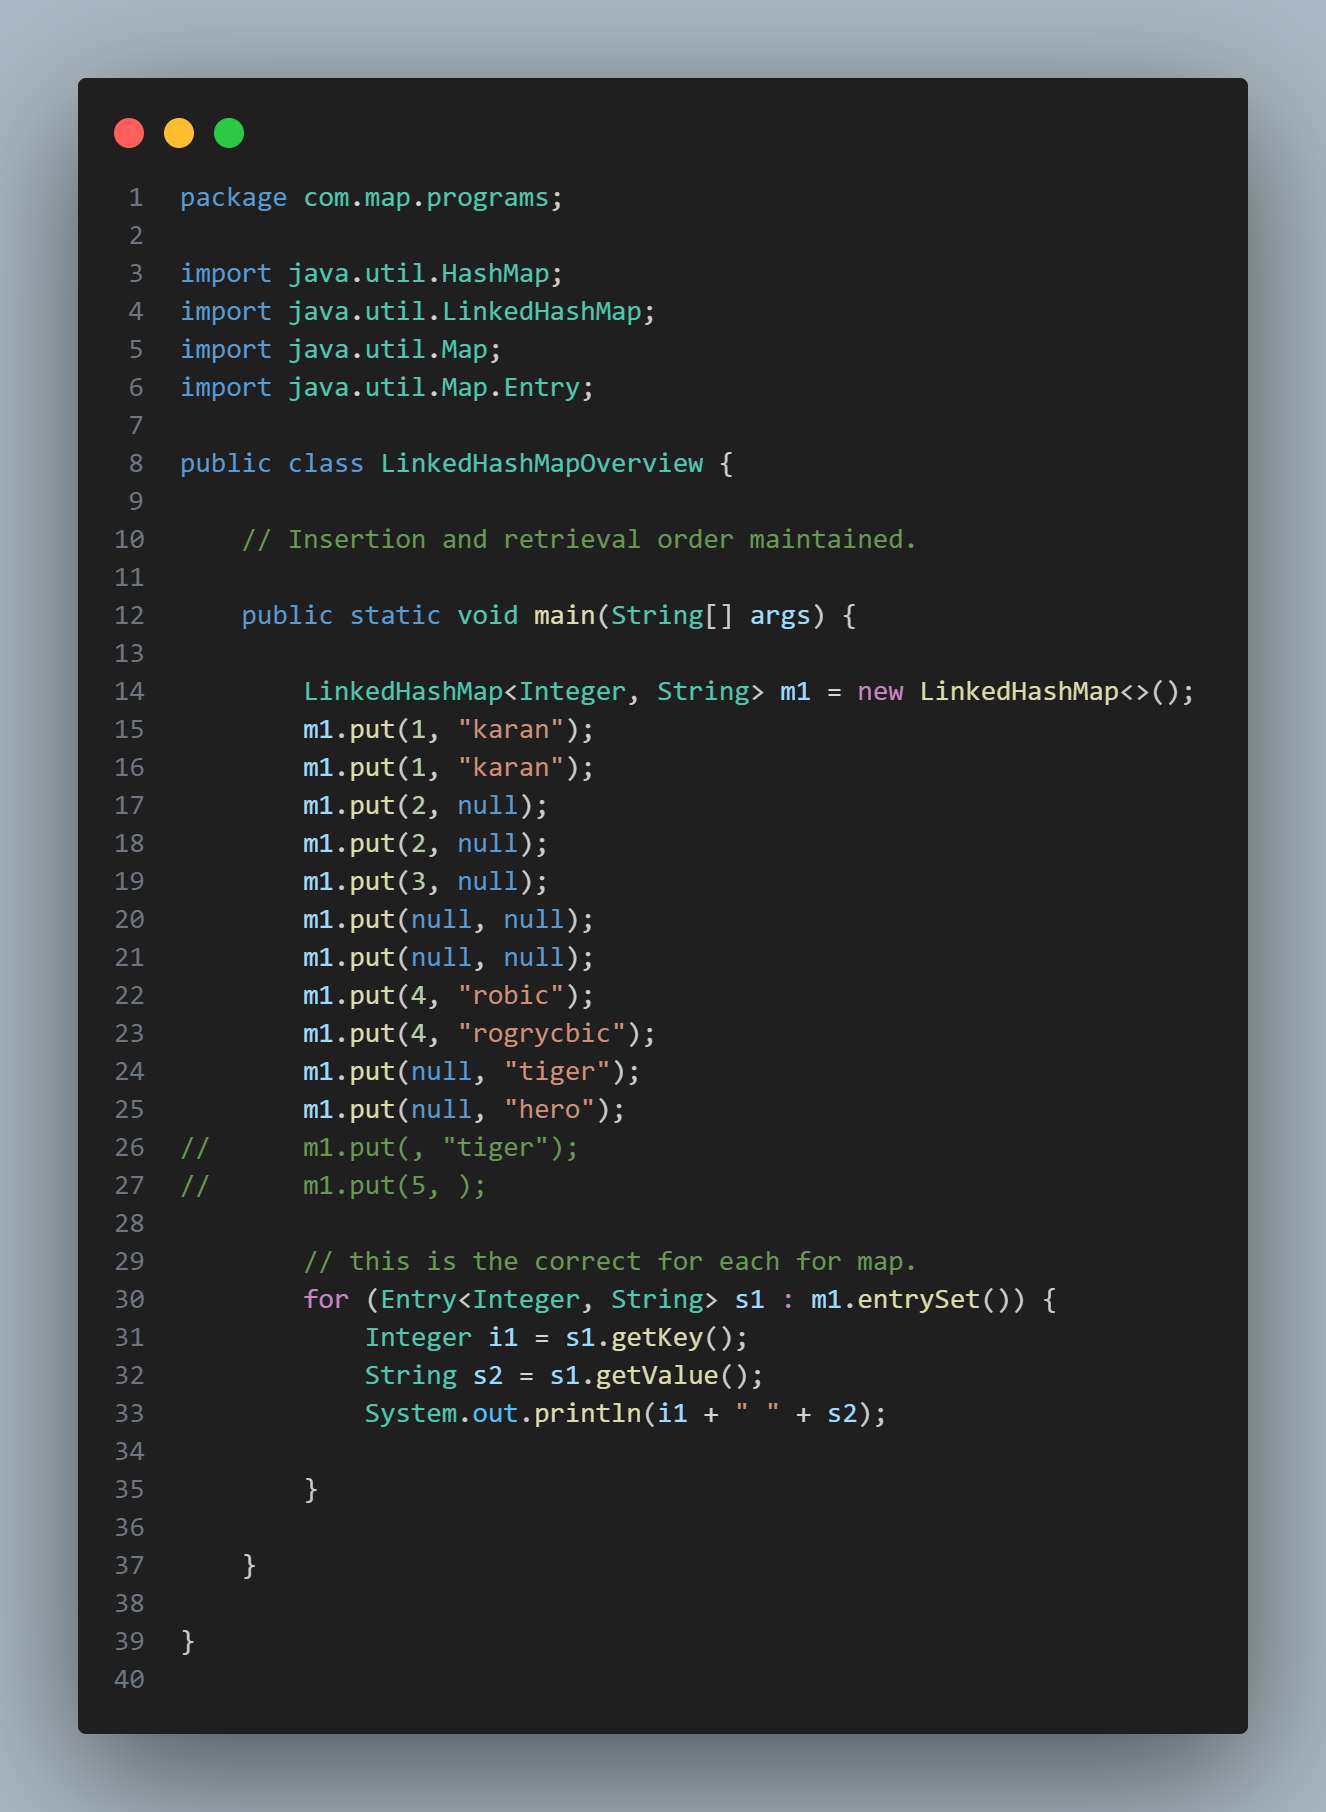 1 package com.map.programs;
2
3 import java.util.HashMap;
4 import java.util.LinkedHashMap;
5 import java.util.Map;
6 import java.util.Map.Entry;
7
8 public class LinkedHashMapOverview {
9
10     // Insertion and retrieval order maintained.
11
12     public static void main(String[] args) {
13
14         LinkedHashMap<Integer, String> m1 = new LinkedHashMap<>();
15         m1.put(1, "karan");
16         m1.put(1, "karan");
17         m1.put(2, null);
18         m1.put(2, null);
19         m1.put(3, null);
20         m1.put(null, null);
21         m1.put(null, null);
22         m1.put(4, "robic");
23         m1.put(4, "rogrycbic");
24         m1.put(null, "tiger");
25         m1.put(null, "hero");
26 //      m1.put(, "tiger");
27 //      m1.put(5, );
28
29         // this is the correct for each for map.
30         for (Entry<Integer, String> s1 : m1.entrySet()) {
31             Integer i1 = s1.getKey();
32             String s2 = s1.getValue();
33             System.out.println(i1 + " " + s2);
34
35         }
36
37     }
38
39 }
40